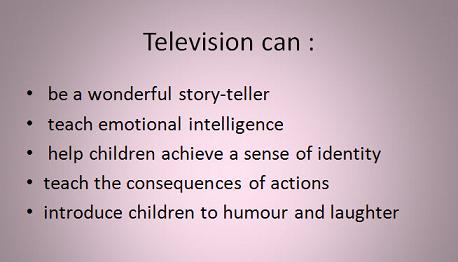 Television can :
• be a wonderful story-teller
• teach emotional intelligence
• help children achieve a sense of identity
• teach the consequences of actions
• introduce children to humour and laughter